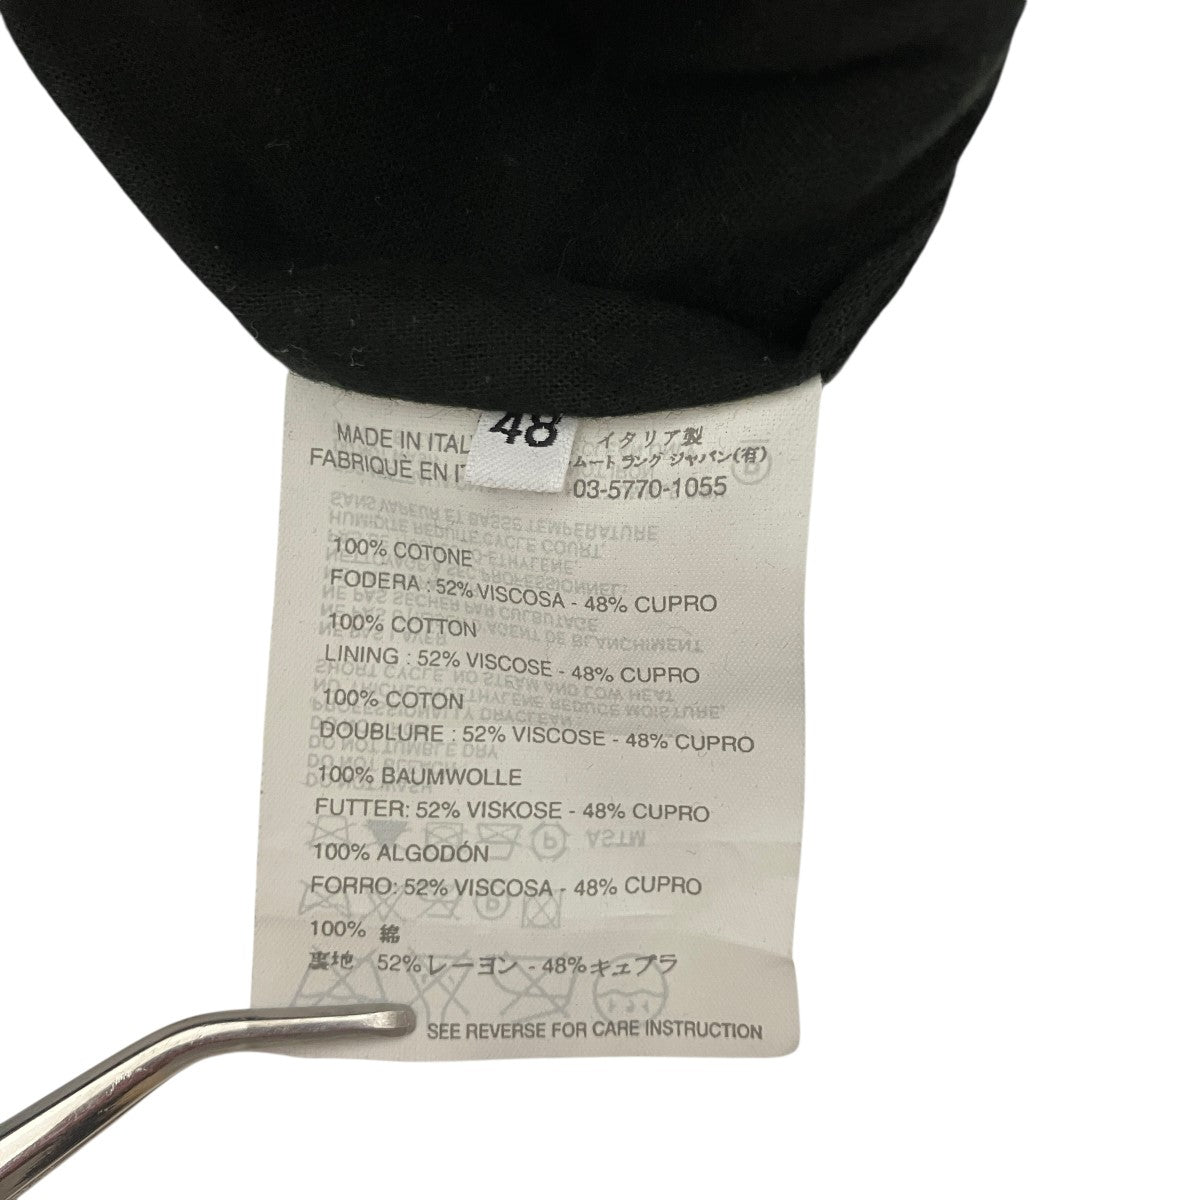 48
MADE IN ITAL
イタリア製
FABRIQUE EN I
ムート ラング ジャパン(有)
03-5770-1055
100% COTONE
FODERA : 52% VISCOSA - 48% CUPRO
100% COTTON
LINING : 52% VISCOSE - 48% CUPRO
100% COTON
DOUBLURE : 52% VISCOSE - 48% CUPRO
100% BAUMWOLLE
FUTTER: 52% VISKOSE - 48% CUPRO
100% ALGODÓN
FORRO: 52% VISCOSA - 48% CUPRO
100% 綿
裏地 52% レーヨン - 48% キュプラ
SEE REVERSE FOR CARE INSTRUCTION